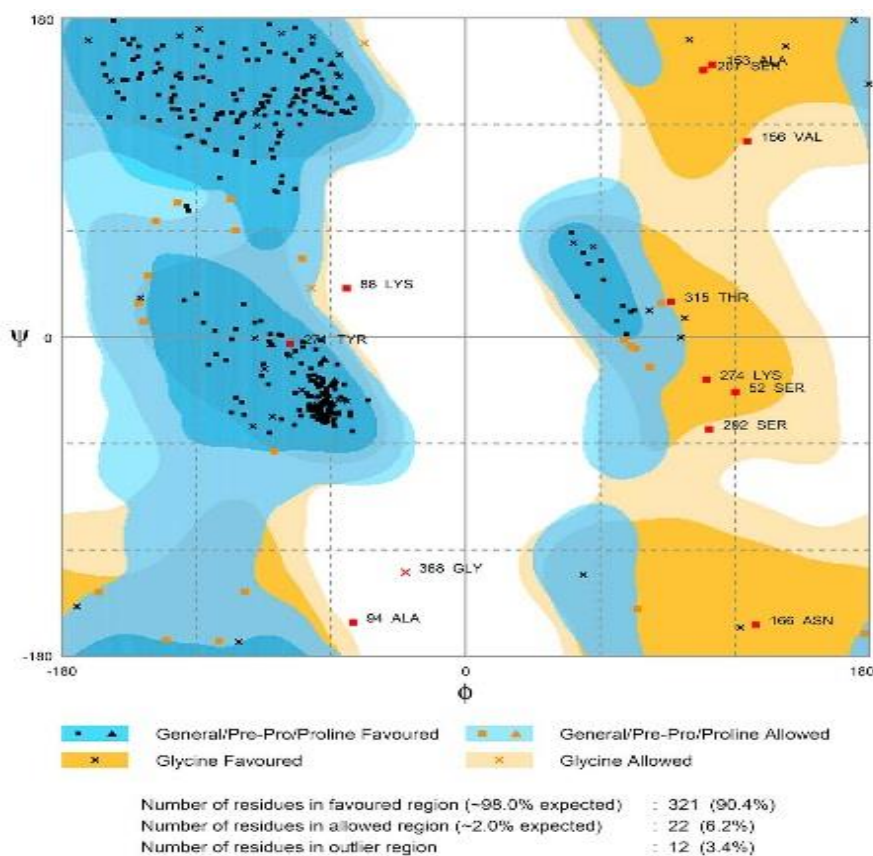 180
153 ALA
207 SER
156 VAL
88 LYS
315 THR
Ψ
0
271 TYR
274 LYS
52 SER
282 SER
368 GLY
94 ALA
166 ASN
-180
-180
0
180
Φ
General/Pre-Pro/Proline Favoured
General/Pre-Pro/Proline Allowed
Glycine Favoured
Glycine Allowed
Number of residues in favoured region (~98.0% expected) : 321 (90.4%)
Number of residues in allowed region (~2.0% expected) : 22 (6.2%)
Number of residues in outlier region : 12 (3.4%)